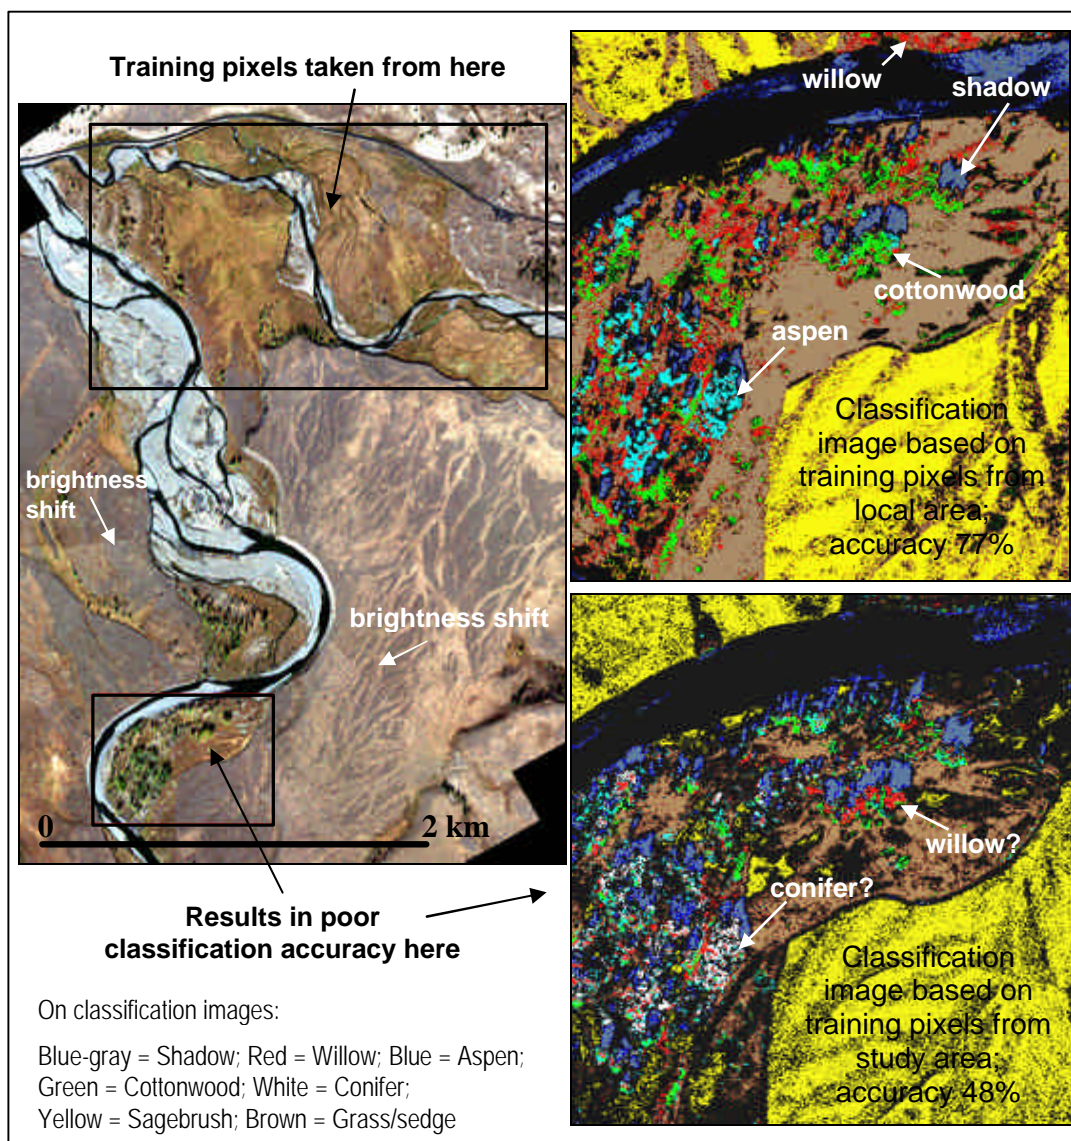 Training pixels taken from here
brightness
shift
brightness shift
0 2 km
Results in poor
classification accuracy here
On classification images:
Blue-gray = Shadow; Red = Willow; Blue = Aspen;
Green = Cottonwood; White = Conifer;
Yellow = Sagebrush; Brown = Grass/sedge
willow
shadow
cottonwood
aspen
Classification
image based on
training pixels from
local area;
accuracy 77%
willow?
conifer?
Classification
image based on
training pixels from
study area;
accuracy 48%